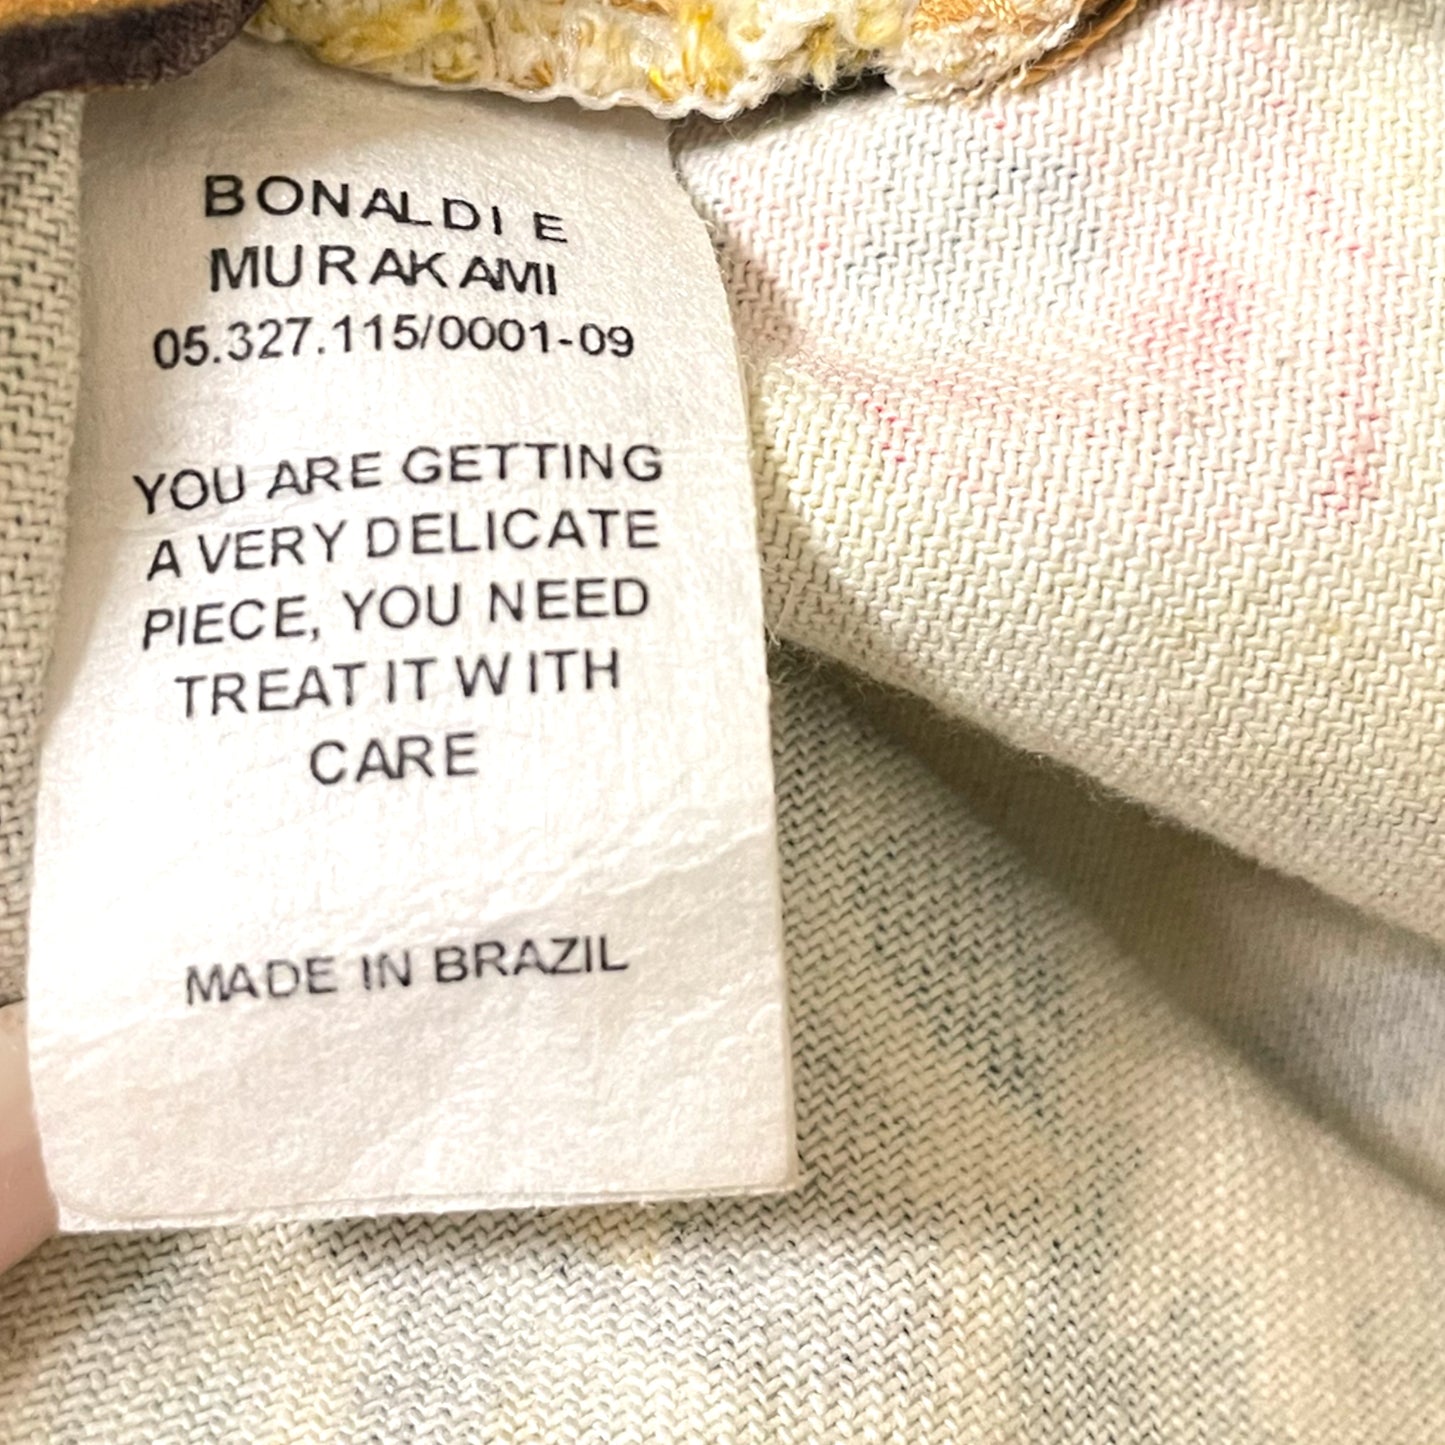 BONALDI E
MURAKAMI
05.327.115/0001-09
YOU ARE GETTING
A VERY DELICATE
PIECE, YOU NEED
TREAT IT WITH
CARE
MADE IN BRAZIL